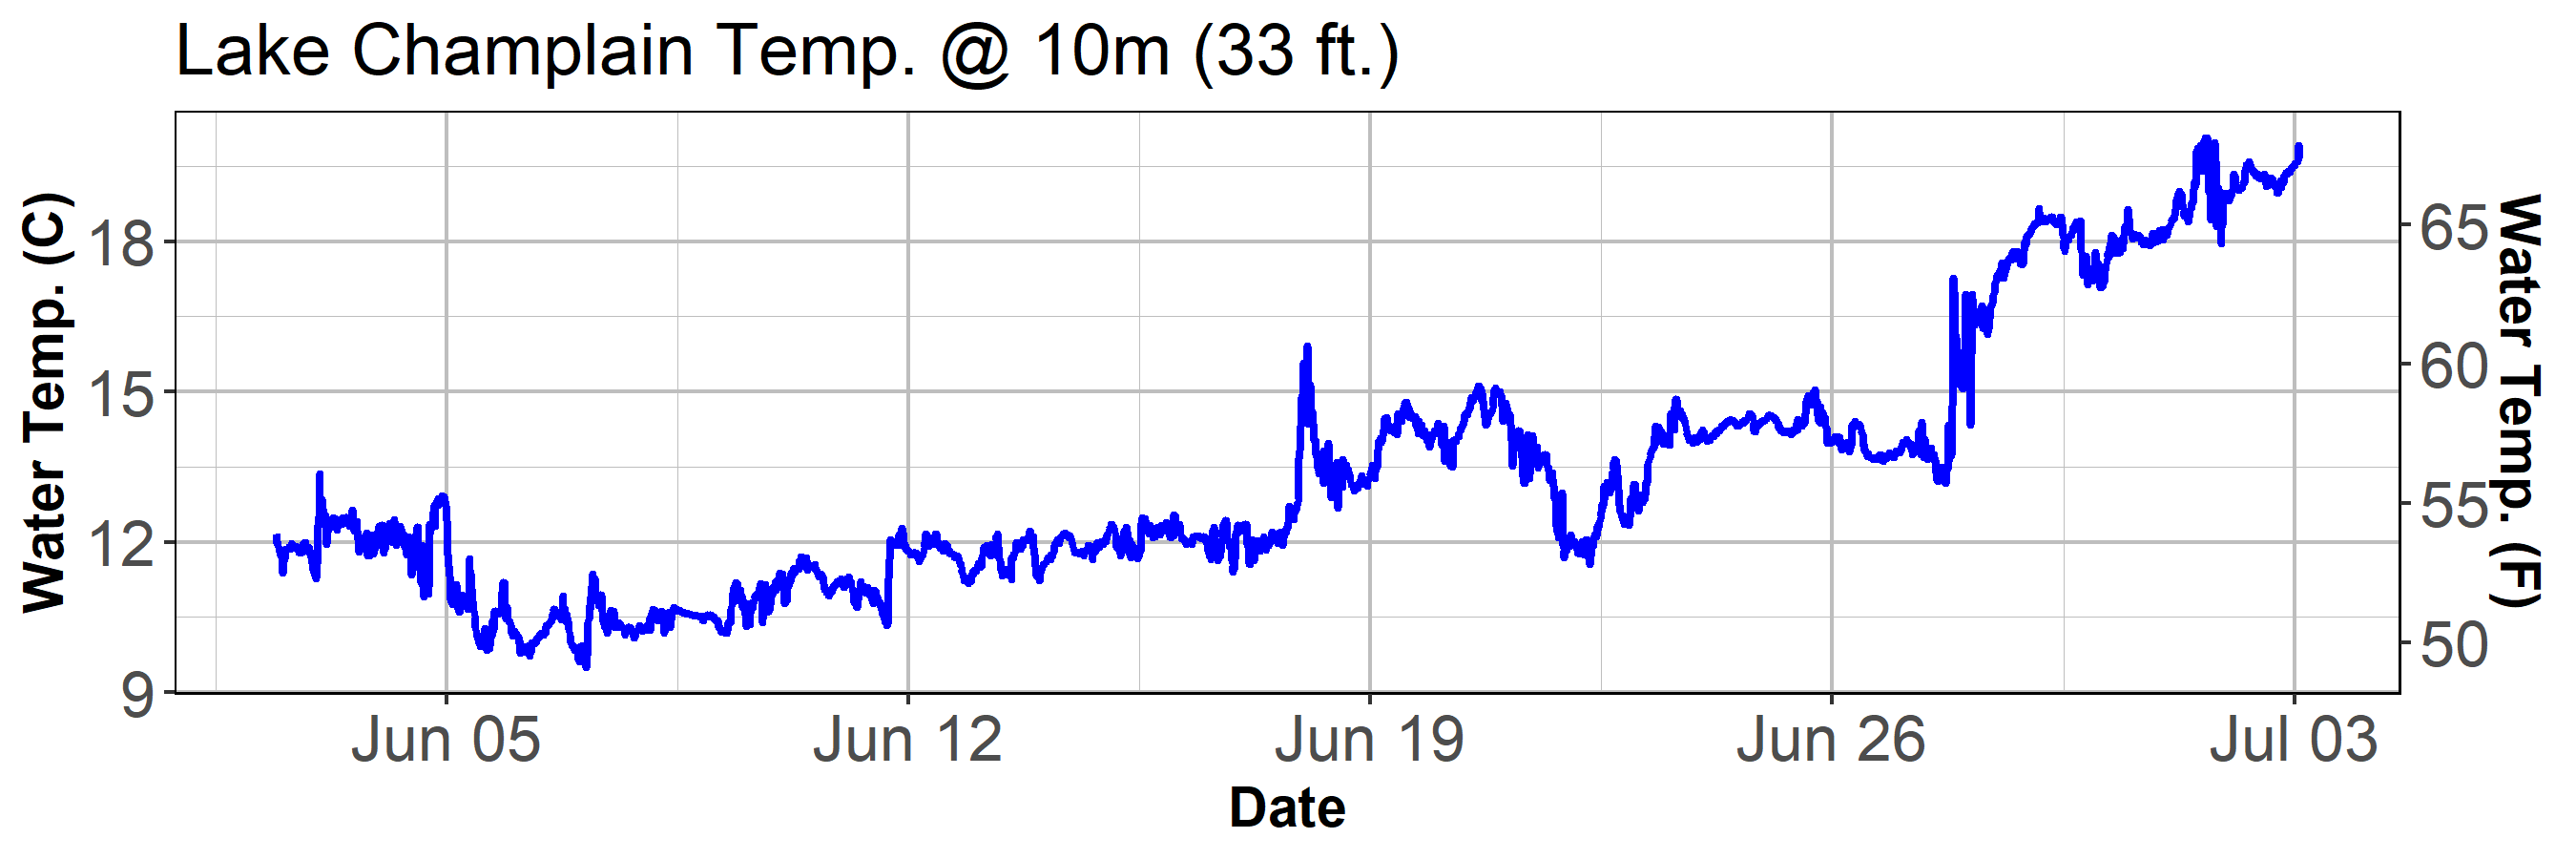 Lake Champlain Temp. @ 10m (33 ft.)
Water Temp. (C)
18
15
12
9
65
60
55
50
Water Temp. (F)
Jun 05 Jun 12 Jun 19 Jun 26 Jul 03
Date